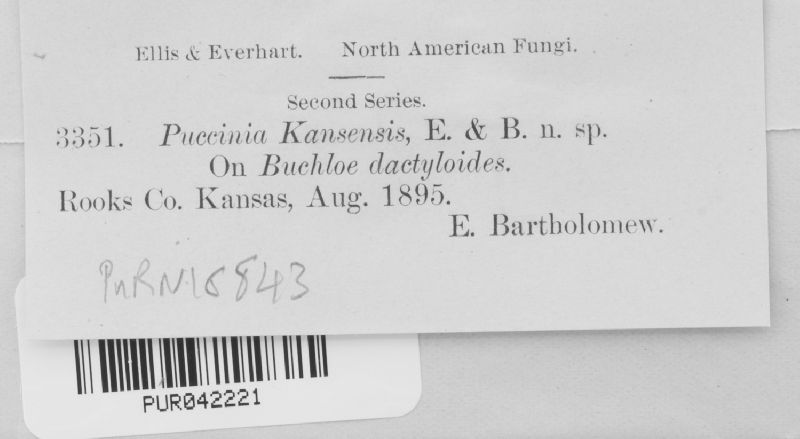 Ellis & Everhart. North American Fungi.
Second Series.
3351. Puccinia Kansensis, E. & B. n. sp.
On Buchloe dactyloides.
Rooks Co. Kansas, Aug. 1895.
E. Bartholomew.
PURN15843
PUR042221